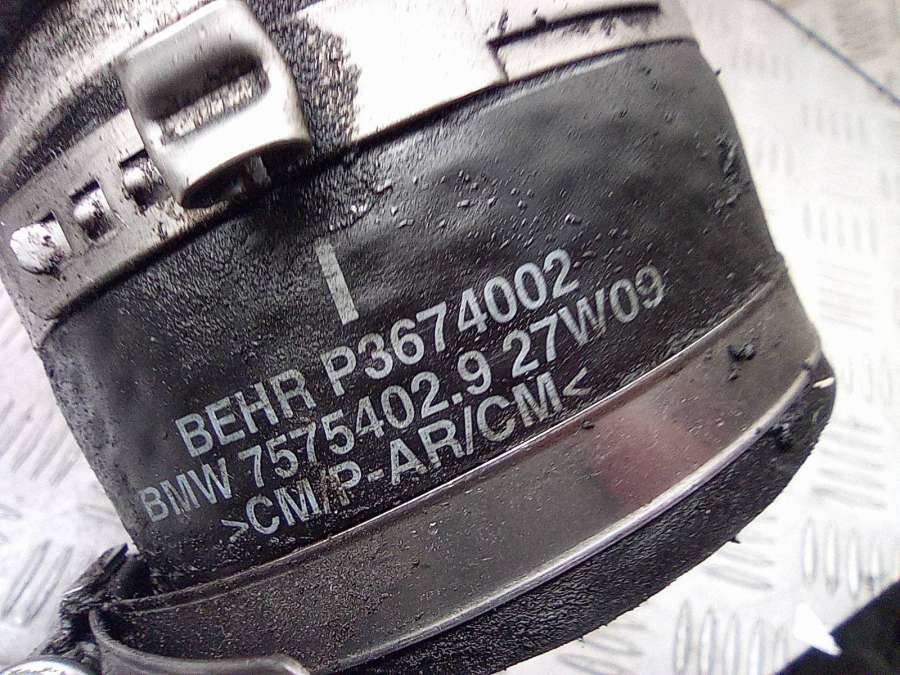 BEHR P3674002
BMW 7575402.9 27W09
>CM/P-AR/CM<